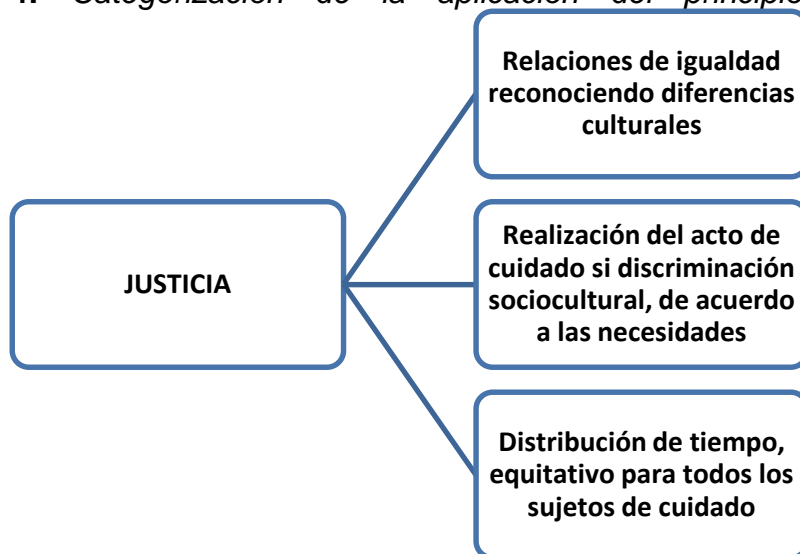 Categorización de la aplicación del principio
Relaciones de igualdad
reconociendo diferencias
culturales
JUSTICIA
Realización del acto de
cuidado si discriminación
sociocultural, de acuerdo
a las necesidades
Distribución de tiempo,
equitativo para todos los
sujetos de cuidado